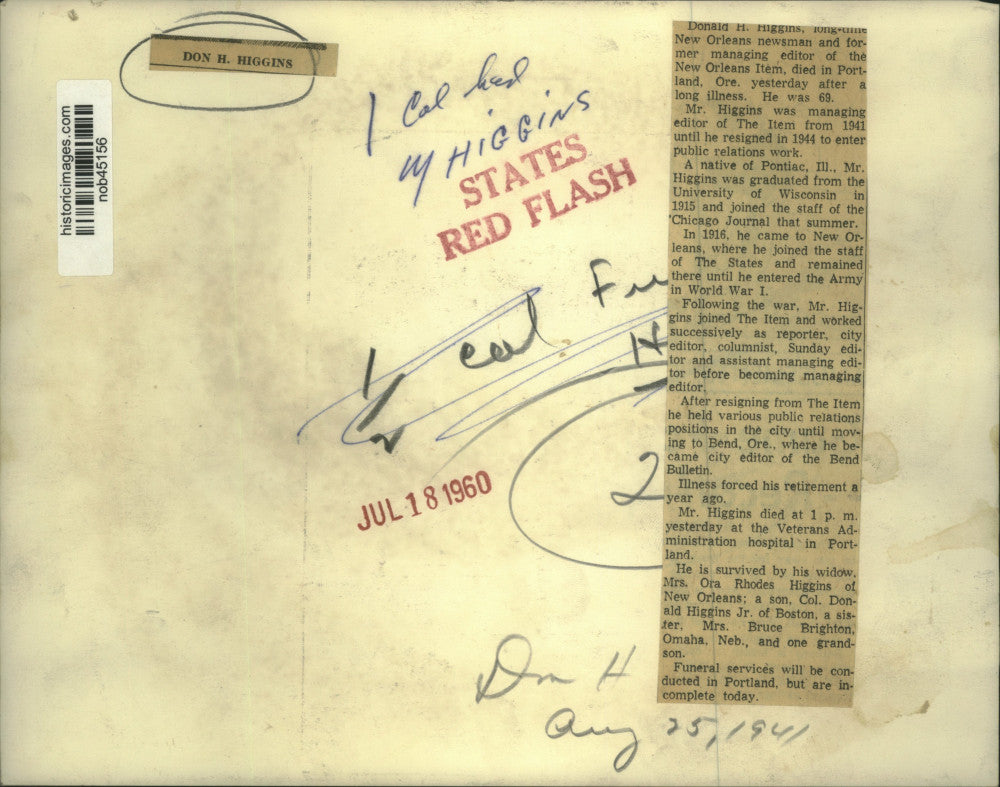 DON H. HIGGINS
historicimages.com
nob45156
1 Col
HIGGINS
STATES
RED FLASH
1
2
col
H
2
JUL 18 1960
Don H
Aug 25, 1941
Donald H. Higgins, long-time
New Orleans newsman and for-
mer managing editor of the
New Orleans Item, died in Port-
land, Ore. yesterday after a
long illness. He was 69.
Mr. Higgins was managing
editor of The Item from 1941
until he resigned in 1944 to enter
public relations work.
A native of Pontiac, Ill., Mr.
Higgins was graduated from the
University of Wisconsin in
1915 and joined the staff of the
Chicago Journal that summer.
In 1916, he came to New Or-
leans, where he joined the staff
of The States and remained
there until he entered the Army
in World War I.
Following the war, Mr. Hig-
gins joined The Item and worked
successively as reporter, city
editor, columnist, Sunday edi-
tor and assistant managing edi-
tor before becoming managing
editor.
After resigning from The Item
he held various public relations
positions in the city until mov-
ing to Bend, Ore., where he be-
came city editor of the Bend
Bulletin.
Illness forced his retirement a
year ago.
Mr. Higgins died at 1 p. m.
yesterday at the Veterans Ad-
ministration hospital in Port-
land.
He is survived by his widow,
Mrs. Ora Rhodes Higgins of
New Orleans; a son, Col. Don-
ald Higgins Jr. of Boston, a sis-
ter, Mrs. Bruce Brighton,
Omaha, Neb., and one grand-
son.
Funeral services will be con-
ducted in Portland, but are in-
complete today.